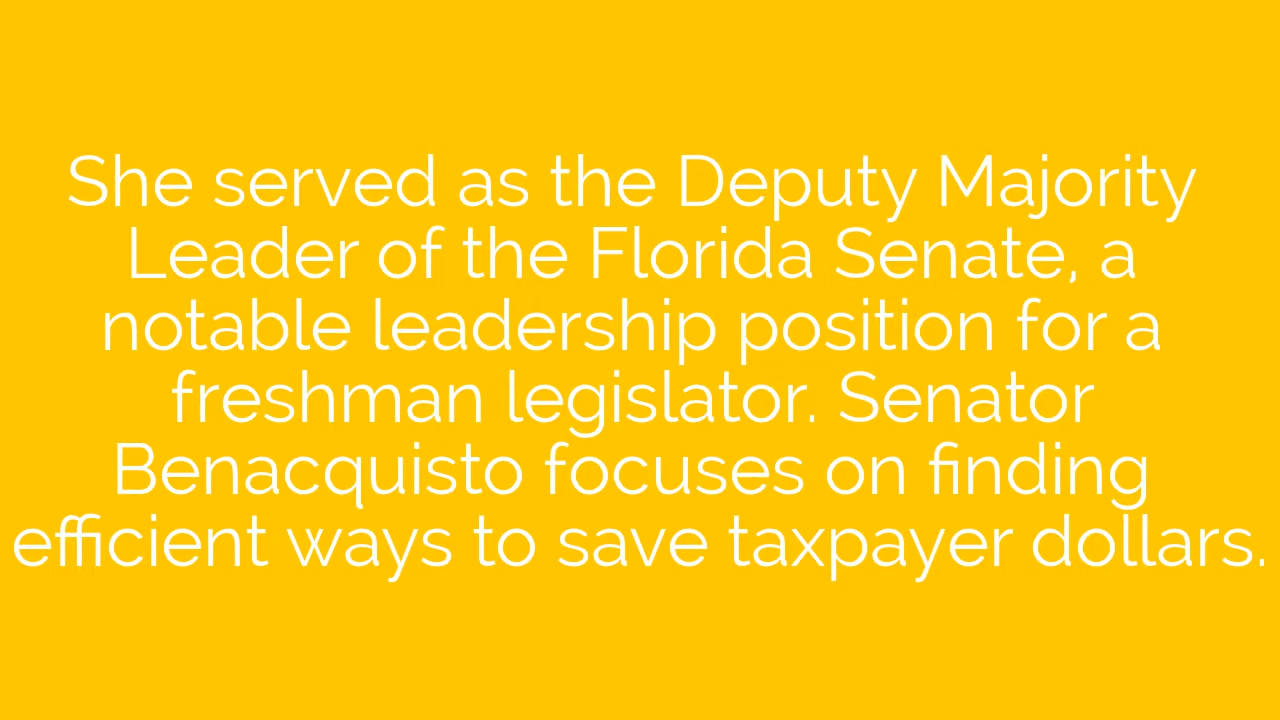 She served as the Deputy Majority
Leader of the Florida Senate, a
notable leadership position for a
freshman legislator. Senator
Benacquisto focuses on finding
efficient ways to save taxpayer dollars.